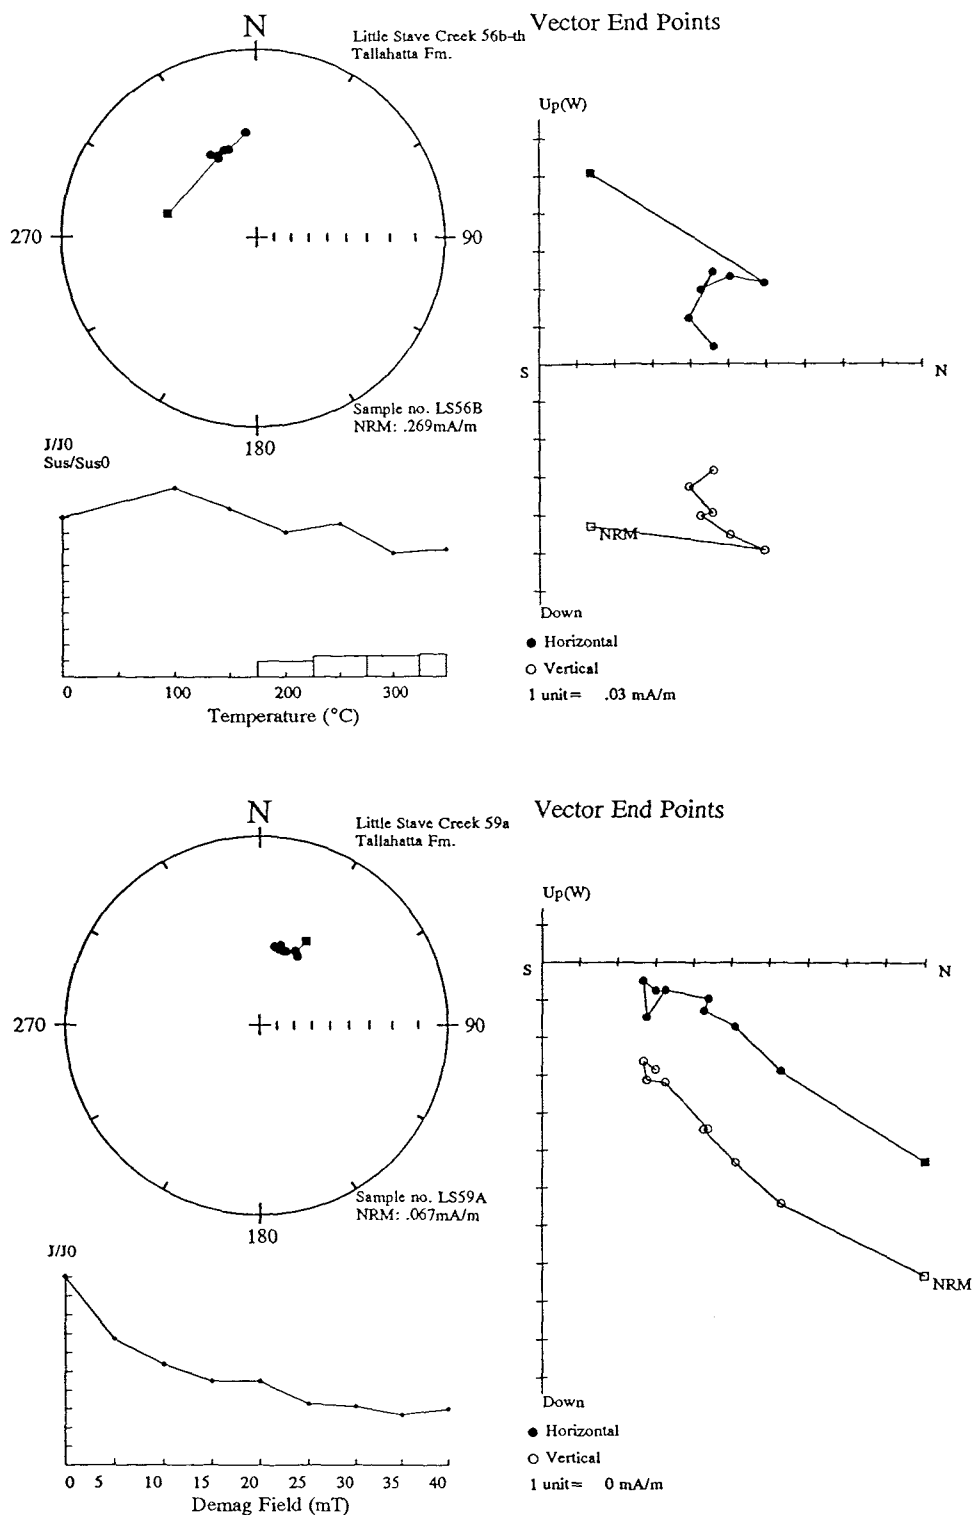 Vector End Points
N
Little Stave Creek 56b-th
Tallahatta Fm.
Up(W)
270
90
S
N
Sample no. LS56B
NRM: .269mA/m
180
J/J0
Sus/Sus0
NRM
Down
Horizontal
Vertical
1 unit= .03 mA/m
0 100 200 300
Temperature (°C)
Vector End Points
N
Little Stave Creek 59a
Tallahatta Fm.
Up(W)
270
90
S
N
Sample no. LS59A
NRM: .067mA/m
180
J/J0
NRM
Down
Horizontal
Vertical
1 unit= 0 mA/m
0 5 10 15 20 25 30 35 40
Demag Field (mT)